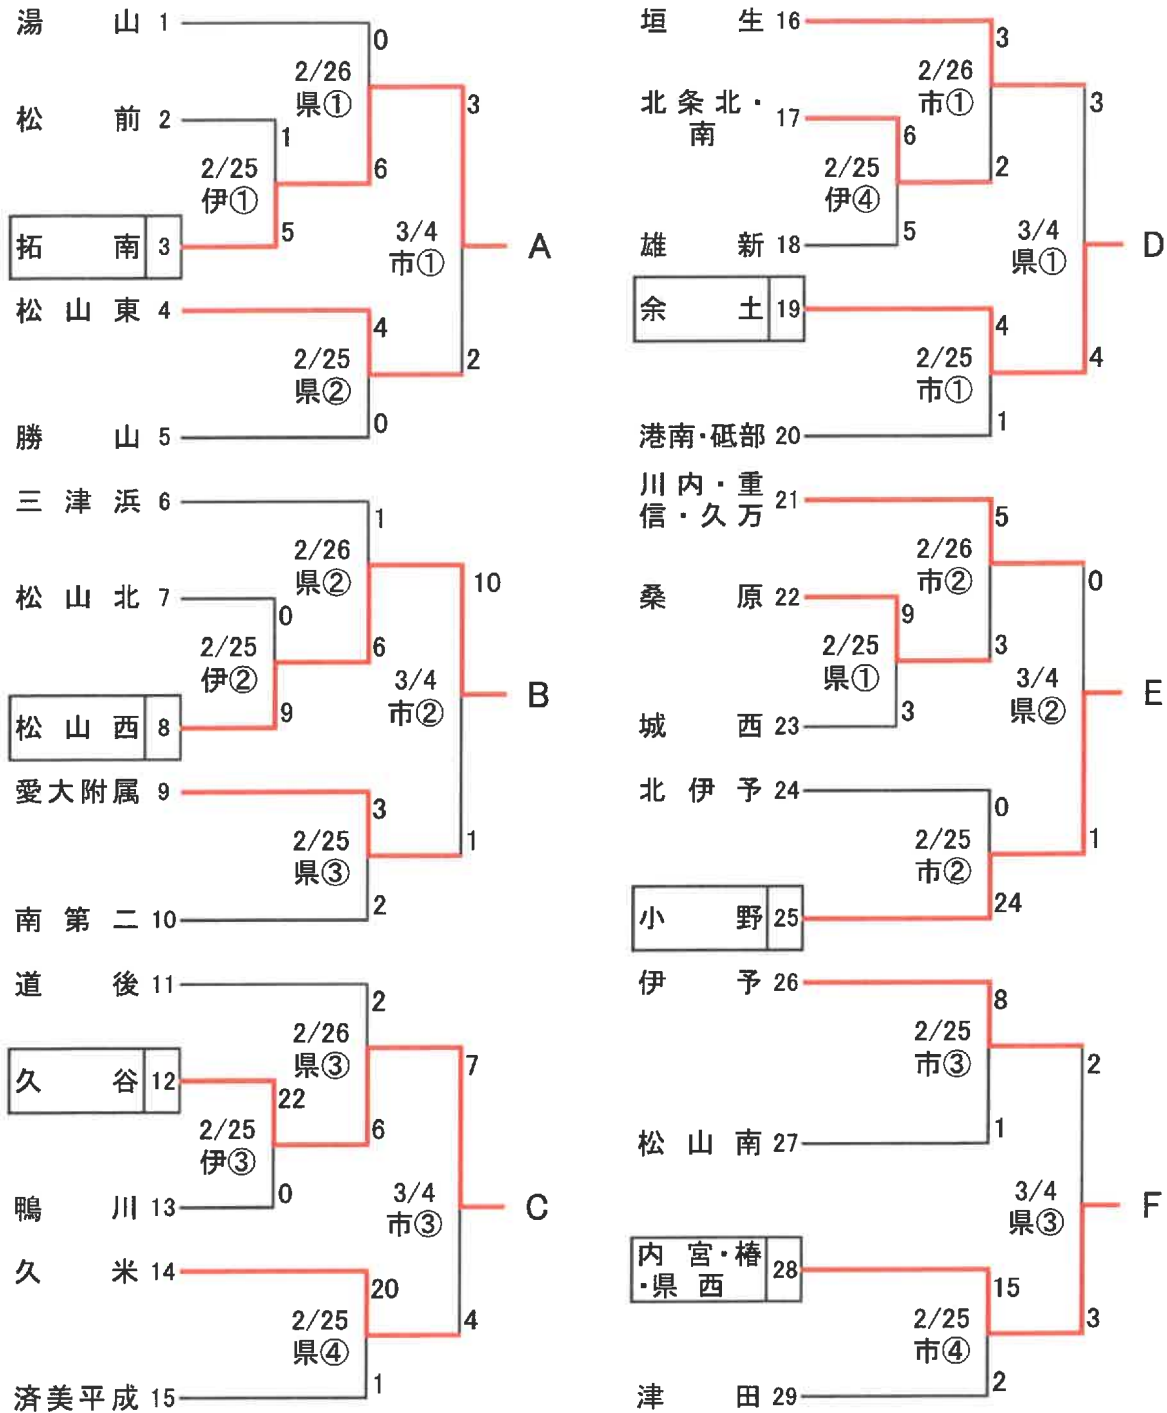 湯山 1
0
2/26
県①
3
松前 2
1
2/25
伊①
6
拓南 3
5
3/4
市①
A
松山東 4
4
2/25
県②
2
勝山 5
0
三津浜 6
1
2/26
県②
10
松山北 7
0
2/25
伊②
6
松山西 8
9
3/4
市②
B
愛大附属 9
3
2/25
県③
1
南第二 10
2
道後 11
2
2/26
県③
7
久谷 12
22
2/25
伊③
6
鴨川 13
0
3/4
市③
C
久米 14
20
2/25
県④
4
済美平成 15
1
垣生 16
3
2/26
市①
3
北条北・
南
17
6
2/25
伊④
2
雄新 18
5
3/4
県①
D
余土 19
4
2/25
市①
4
港南・砥部 20
1
川内・重
信・久万
21
5
2/26
市②
0
桑原 22
9
2/25
県①
3
城西 23
3
3/4
県②
E
北伊予 24
0
2/25
市②
1
小野 25
24
伊予 26
8
2/25
市③
2
松山南 27
1
3/4
県③
F
内宮・椿
・県西
28
15
2/25
市④
3
津田 29
2